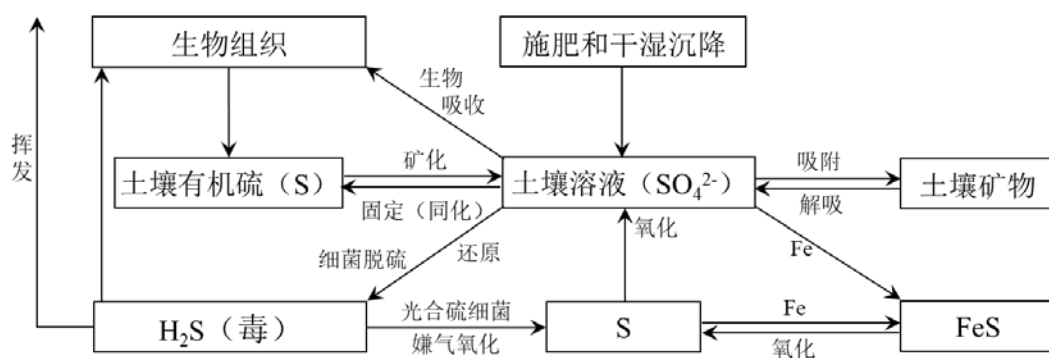 生物组织
施肥和干湿沉降
生物
吸收
挥发
土壤有机硫（S）
矿化
固定（同化）
土壤溶液（SO₄²⁻）
吸附
解吸
土壤矿物
细菌脱硫
还原
氧化
Fe
H₂S（毒）
光合硫细菌
嫌气氧化
S
Fe
氧化
FeS